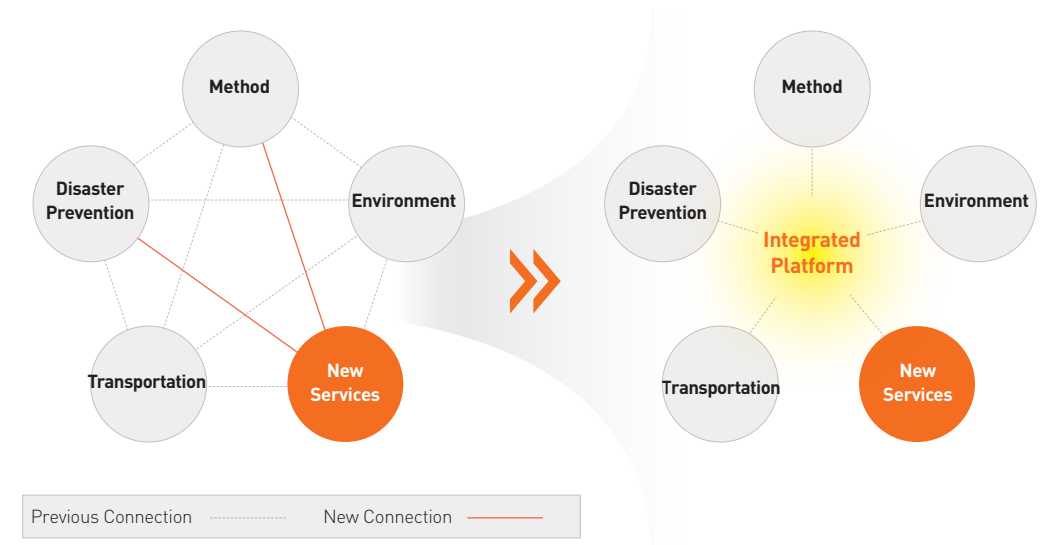 Method
Disaster
Prevention
Environment
Transportation
New
Services
Method
Disaster
Prevention
Environment
Integrated
Platform
Transportation
New
Services
Previous Connection
New Connection